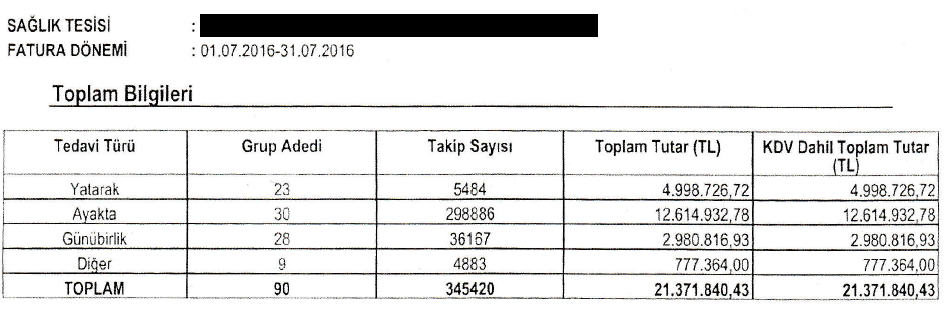 SAĞLIK TESİSİ :
FATURA DÖNEMİ : 01.07.2016-31.07.2016
Toplam Bilgileri
Tedavi Türü Grup Adedi Takip Sayısı Toplam Tutar (TL) KDV Dahil Toplam Tutar (TL)
Yatarak 23 5484 4.998.726,72 4.998.726,72
Ayakta 30 298886 12.614.932,78 12.614.932,78
Günübirlik 28 36167 2.980.816,93 2.980.816,93
Diğer 9 4883 777.364,00 777.364,00
TOPLAM 90 345420 21.371.840,43 21.371.840,43